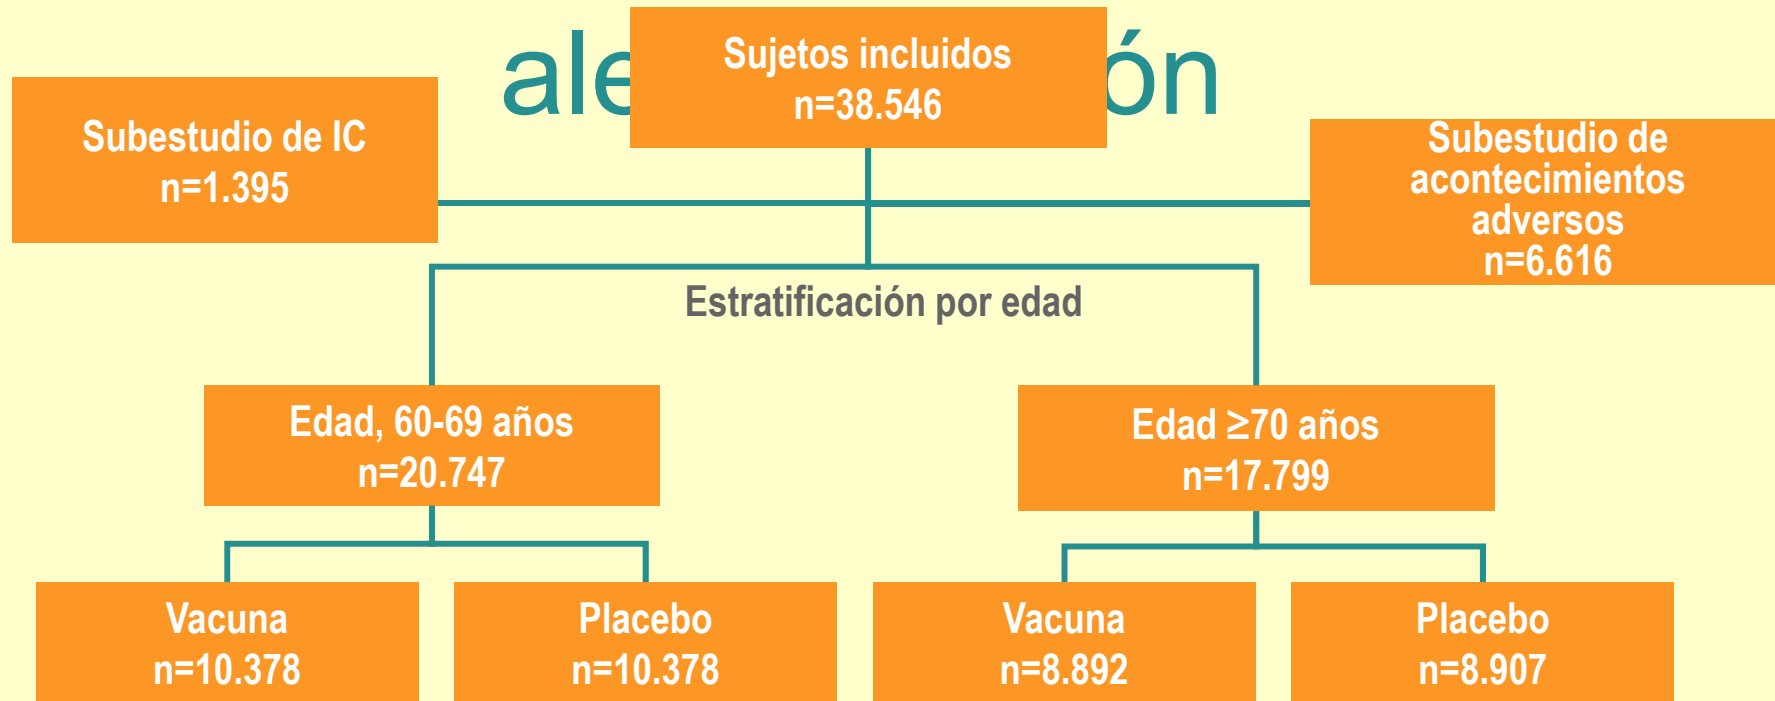 ale
ón
Sujetos incluidos
n=38.546
Subestudio de IC
n=1.395
Subestudio de
acontecimientos
adversos
n=6.616
Estratificación por edad
Edad, 60-69 años
n=20.747
Edad ≥70 años
n=17.799
Vacuna
n=10.378
Placebo
n=10.378
Vacuna
n=8.892
Placebo
n=8.907